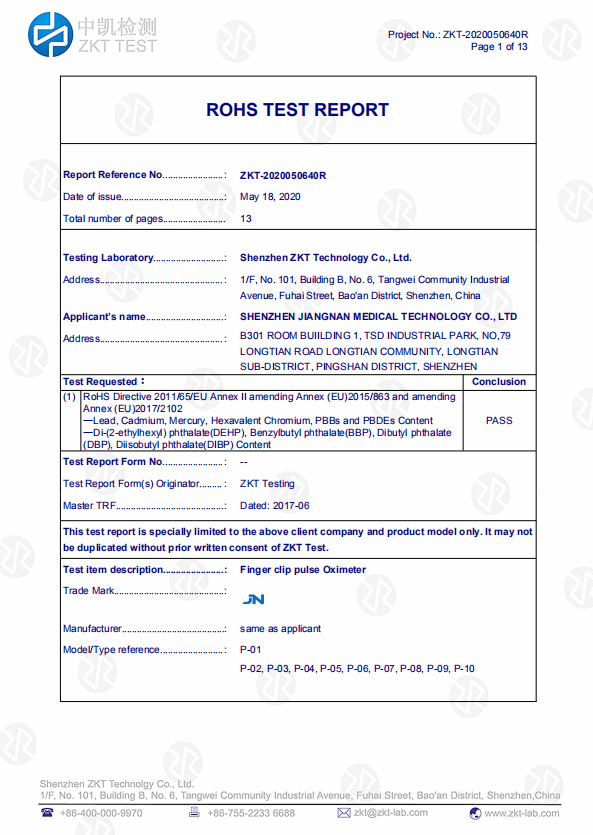 中凯检测
ZKT TEST
Project No.: ZKT-2020050640R
Page 1 of 13
ROHS TEST REPORT
Report Reference No.......................: ZKT-2020050640R
Date of issue.......................................: May 18, 2020
Total number of pages....................... 13
Testing Laboratory..........................: Shenzhen ZKT Technology Co., Ltd.
Address...............................................: 1/F, No. 101, Building B, No. 6, Tangwei Community Industrial
Avenue, Fuhai Street, Bao'an District, Shenzhen, China
Applicant's name.............................: SHENZHEN JIANGNAN MEDICAL TECHNOLOGY CO., LTD
Address...............................................: B301 ROOM BUIILDING 1, TSD INDUSTRIAL PARK, NO,79
LONGTIAN ROAD LONGTIAN COMMUNITY, LONGTIAN
SUB-DISTRICT, PINGSHAN DISTRICT, SHENZHEN
Test Requested： Conclusion
(1) RoHS Directive 2011/65/EU Annex II amending Annex (EU)2015/863 and amending
Annex (EU)2017/2102
—Lead, Cadmium, Mercury, Hexavalent Chromium, PBBs and PBDEs Content
—Di-(2-ethylhexyl) phthalate(DEHP), Benzylbutyl phthalate(BBP), Dibutyl phthalate
(DBP), Diisobutyl phthalate(DIBP) Content
PASS
Test Report Form No.......................: --
Test Report Form(s) Originator.........: ZKT Testing
Master TRF.........................................: Dated: 2017-06
This test report is specially limited to the above client company and product model only. It may not
be duplicated without prior written consent of ZKT Test.
Test item description.......................: Finger clip pulse Oximeter
Trade Mark..........................................:
JN
Manufacturer.......................................: same as applicant
Model/Type reference........................: P-01
P-02, P-03, P-04, P-05, P-06, P-07, P-08, P-09, P-10
Shenzhen ZKT Technolgy Co., Ltd.
1/F, No. 101, Building B, No. 6, Tangwei Community Industrial Avenue, Fuhai Street, Bao'an District, Shenzhen,China
+86-400-000-9970 +86-755-2233 6688 zkt@zkt-lab.com www.zkt-lab.com